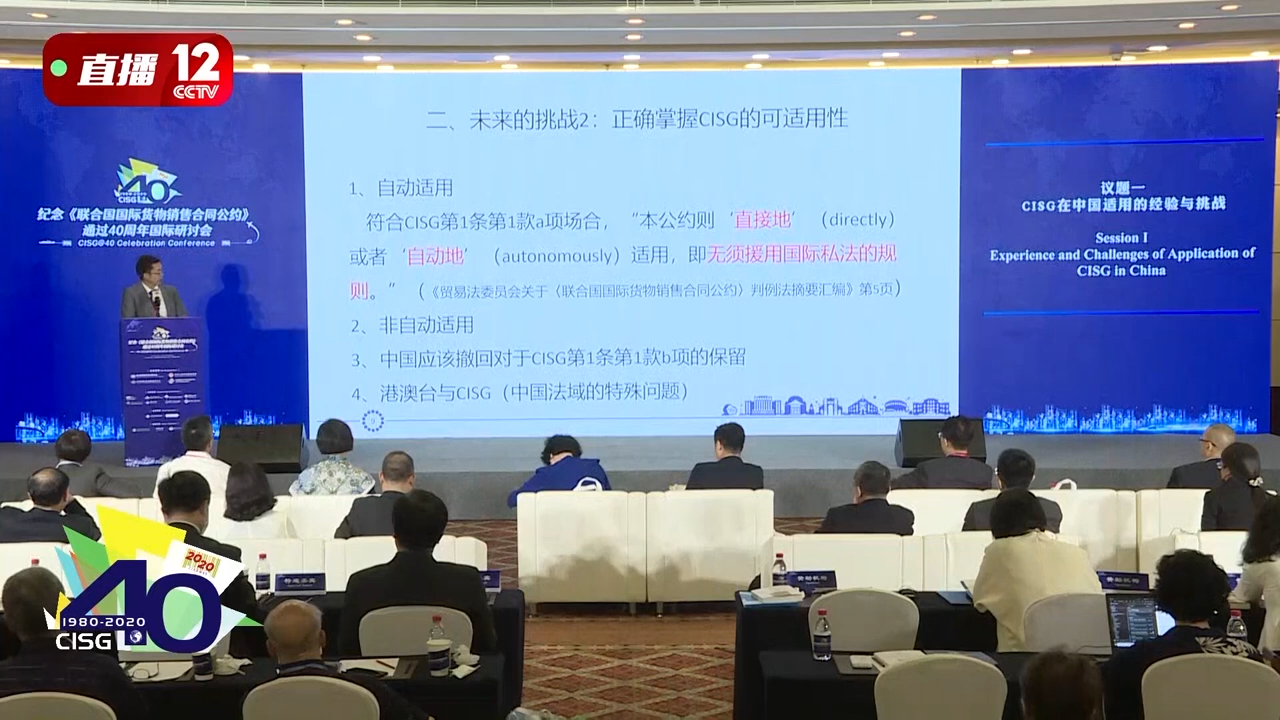 直播
12
CCTV
二、未来的挑战2：正确掌握CISG的可适用性
1、自动适用
符合CISG第1条第1款a项场合，“本公约则‘直接地’（directly）
或者‘自动地’（autonomously）适用，即无须援用国际私法的规
则。”（《贸易法委员会关于〈联合国国际货物销售合同公约〉判例法摘要汇编》第5页）
2、非自动适用
3、中国应该撤回对于CISG第1条第1款b项的保留
4、港澳台与CISG（中国法域的特殊问题）
40
CISG
纪念《联合国国际货物销售合同公约》
通过40周年国际研讨会
CISG@40 Celebration Conference
议题一
CISG在中国适用的经验与挑战
Session I
Experience and Challenges of Application of
CISG in China
2020
40
1980-2020
CISG